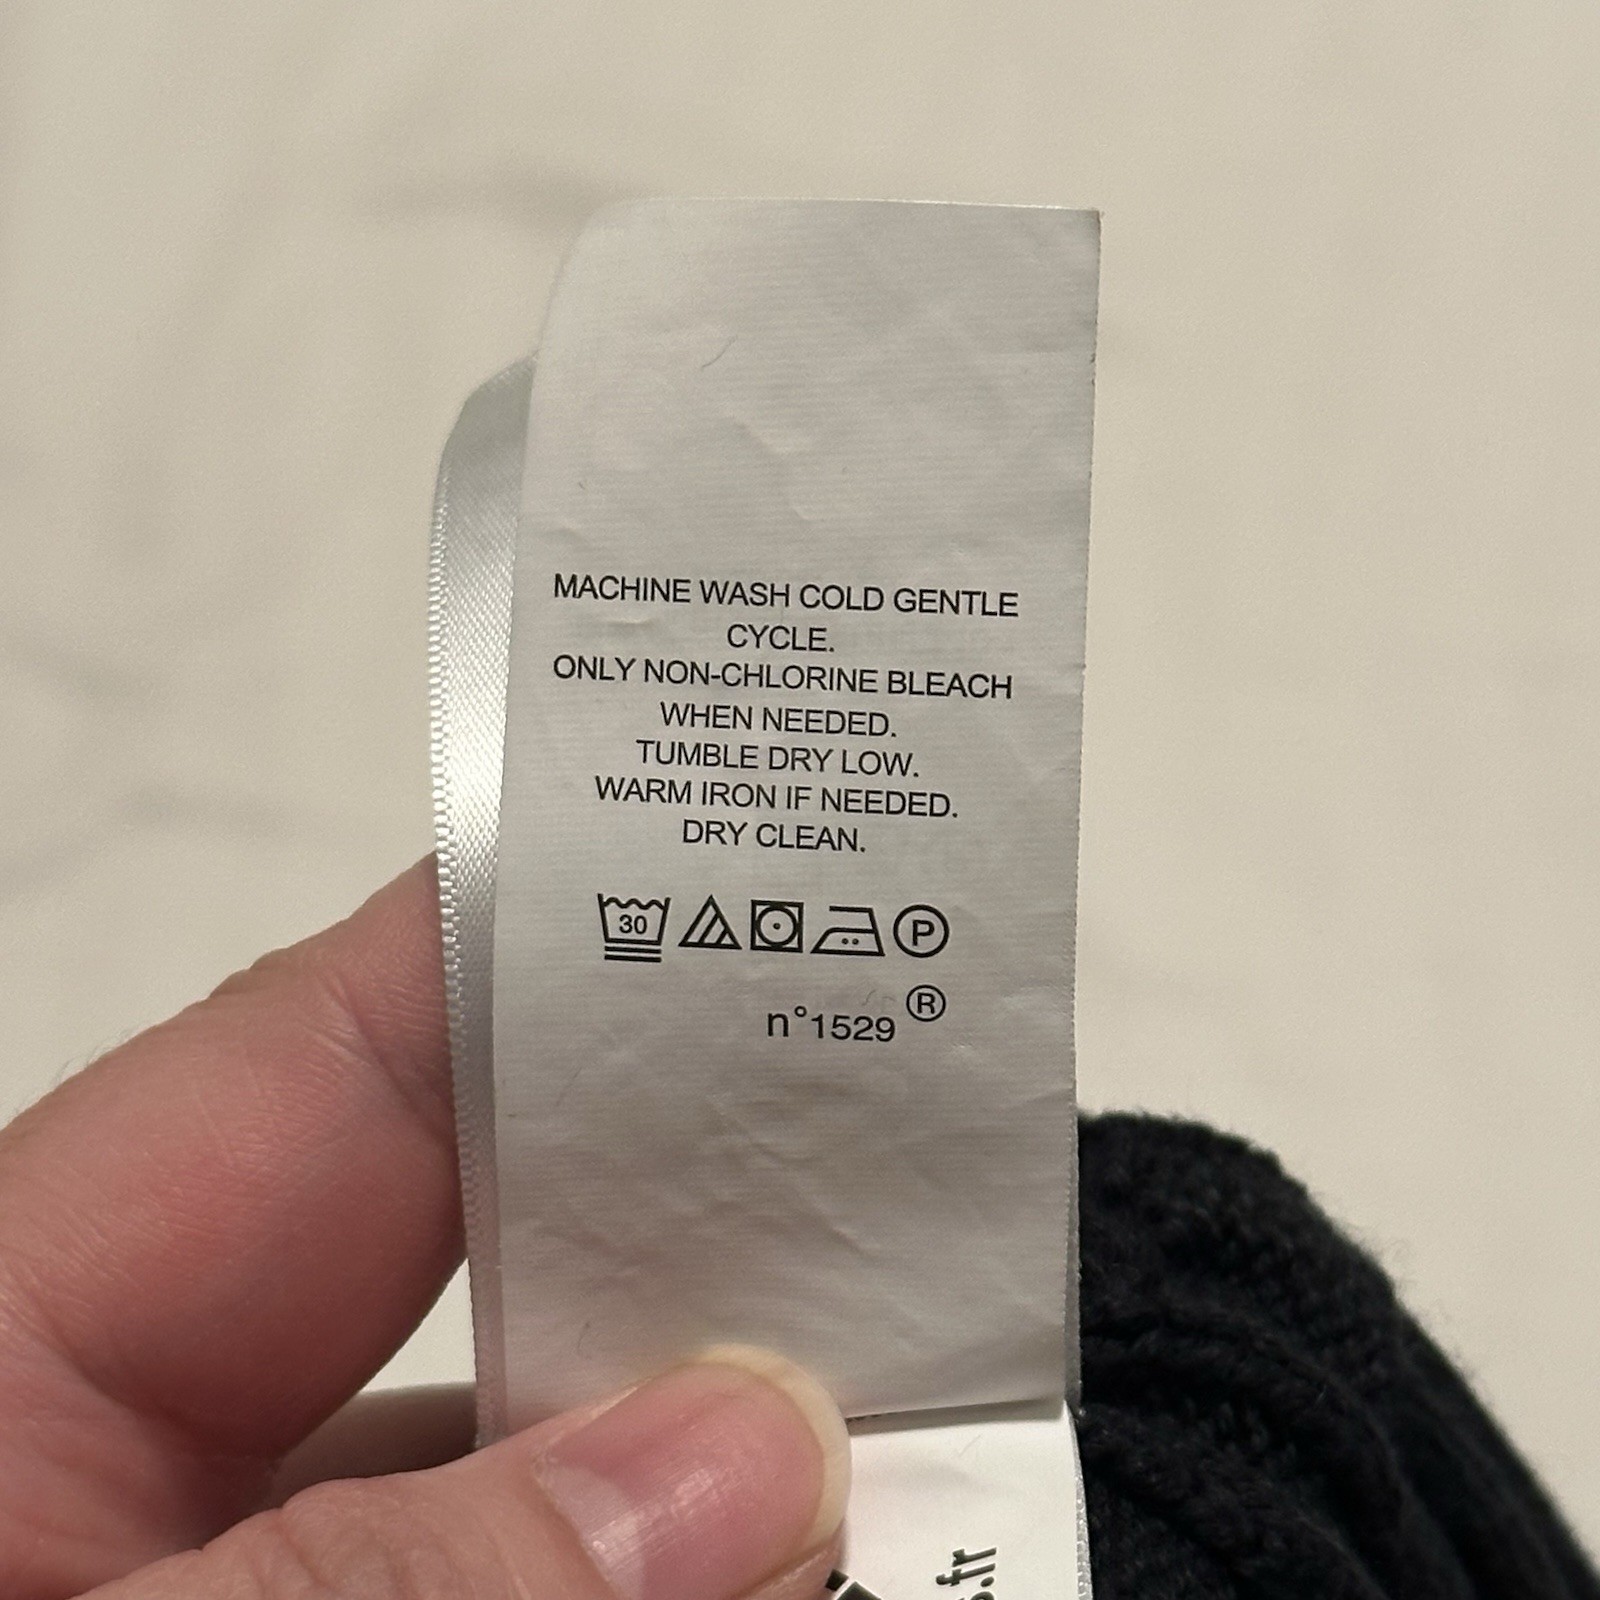 MACHINE WASH COLD GENTLE
CYCLE.
ONLY NON-CHLORINE BLEACH
WHEN NEEDED.
TUMBLE DRY LOW.
WARM IRON IF NEEDED.
DRY CLEAN.
30 P
n°1529 ®
.fr